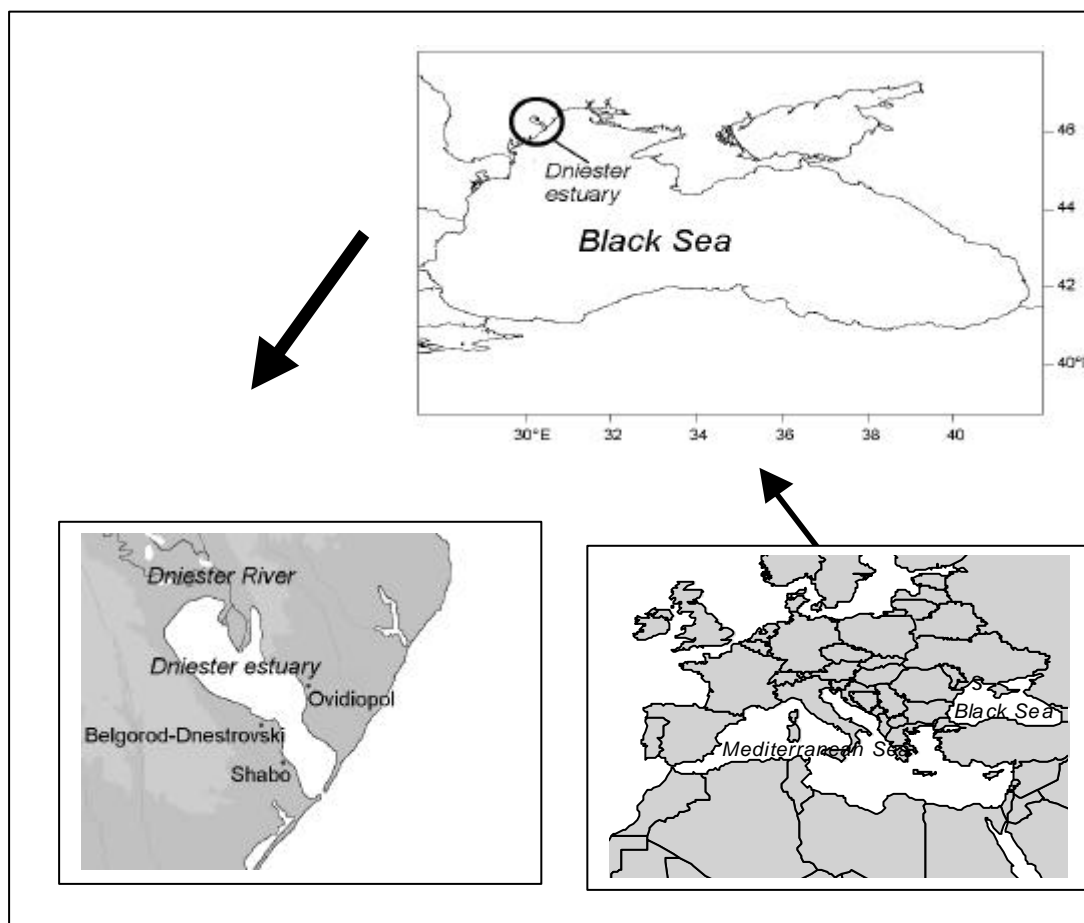 46
Dniester
estuary
44
Black Sea
42
40°
30°E 32 34 36 38 40
Dniester River
Dniester estuary
Ovidiopol
Belgorod-Dnestrovski
Shabo
Black Sea
Mediterranean Sea